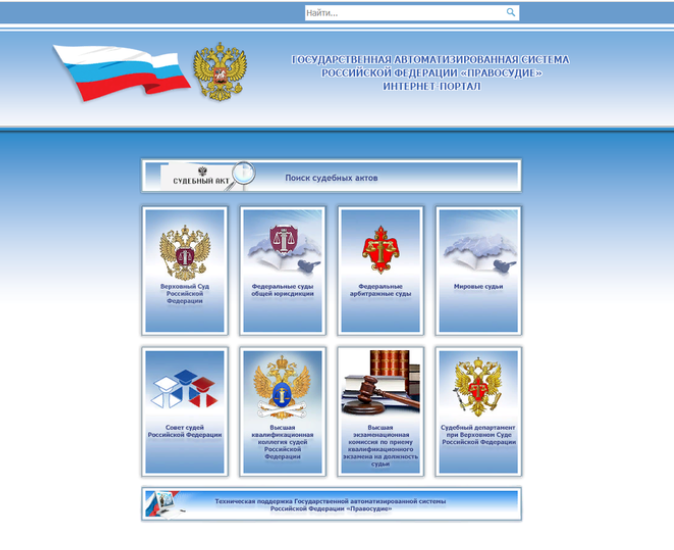 Найти...
ГОСУДАРСТВЕННАЯ АВТОМАТИЗИРОВАННАЯ СИСТЕМА
РОССИЙСКОЙ ФЕДЕРАЦИИ «ПРАВОСУДИЕ»
ИНТЕРНЕТ-ПОРТАЛ
СУДЕБНЫЙ АКТ
Поиск судебных актов
Верховный Суд
Российской
Федерации
Федеральные суды
общей юрисдикции
Федеральные
арбитражные суды
Мировые судьи
Совет судей
Российской Федерации
Высшая
квалификационная
коллегия судей
Российской
Федерации
Высшая
экзаменационная
комиссия по приему
квалификационного
экзамена на должность
судьи
Судебный департамент
при Верховном Суде
Российской Федерации
Техническая поддержка Государственной автоматизированной системы
Российской Федерации «Правосудие»